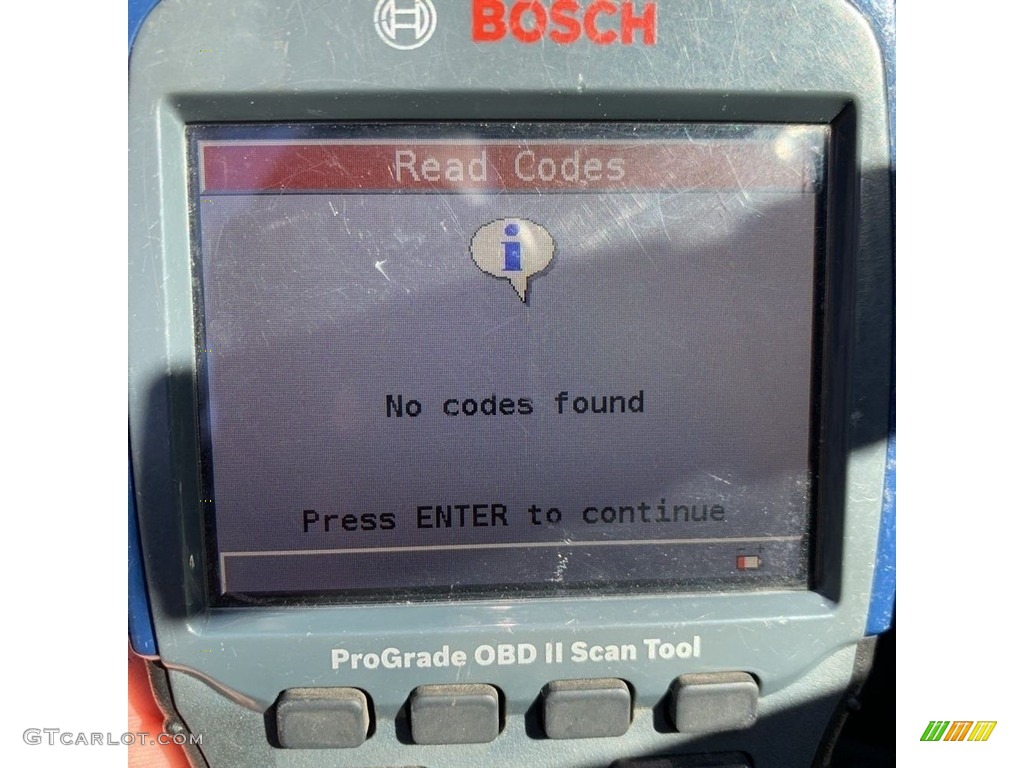 BOSCH
Read Codes
i
No codes found
Press ENTER to continue
- +
ProGrade OBD II Scan Tool
GTCARLOT.COM